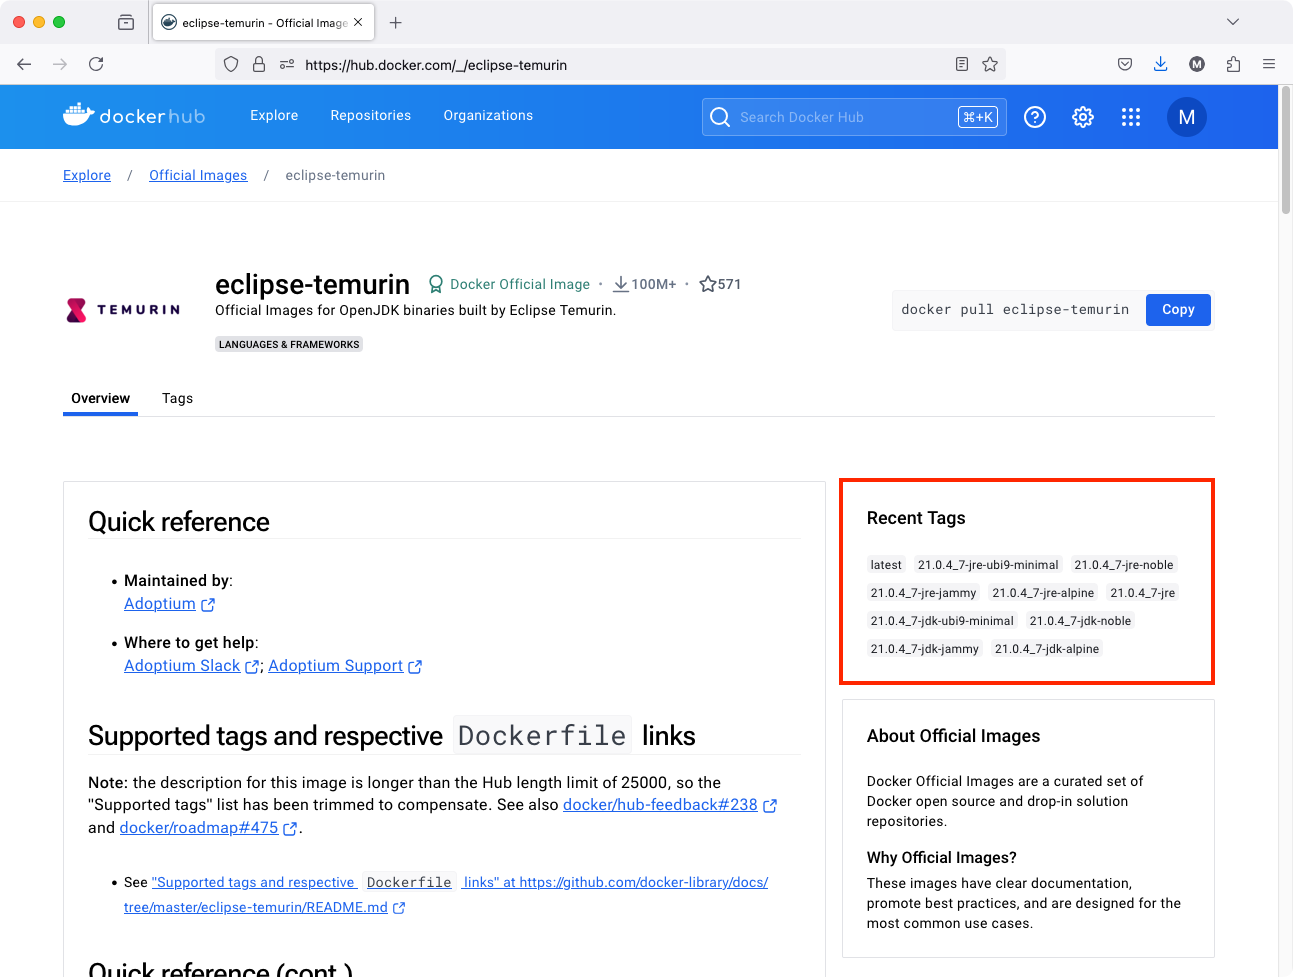 eclipse-temurin - Official Image
https://hub.docker.com/_/eclipse-temurin
M
dockerhub
Explore
Repositories
Organizations
Search Docker Hub
⌘+K
M
Explore / Official Images / eclipse-temurin
TEMURIN
eclipse-temurin
Docker Official Image · 100M+ · 571
Official Images for OpenJDK binaries built by Eclipse Temurin.
LANGUAGES & FRAMEWORKS
docker pull eclipse-temurin
Copy
Overview
Tags
Quick reference
• Maintained by:
Adoptium
• Where to get help:
Adoptium Slack; Adoptium Support
Supported tags and respective Dockerfile links
Note: the description for this image is longer than the Hub length limit of 25000, so the
"Supported tags" list has been trimmed to compensate. See also docker/hub-feedback#238
and docker/roadmap#475.
• See "Supported tags and respective Dockerfile links" at https://github.com/docker-library/docs/
tree/master/eclipse-temurin/README.md
Quick reference (cont.)
Recent Tags
latest 21.0.4_7-jre-ubi9-minimal 21.0.4_7-jre-noble
21.0.4_7-jre-jammy 21.0.4_7-jre-alpine 21.0.4_7-jre
21.0.4_7-jdk-ubi9-minimal 21.0.4_7-jdk-noble
21.0.4_7-jdk-jammy 21.0.4_7-jdk-alpine
About Official Images
Docker Official Images are a curated set of
Docker open source and drop-in solution
repositories.
Why Official Images?
These images have clear documentation,
promote best practices, and are designed for the
most common use cases.